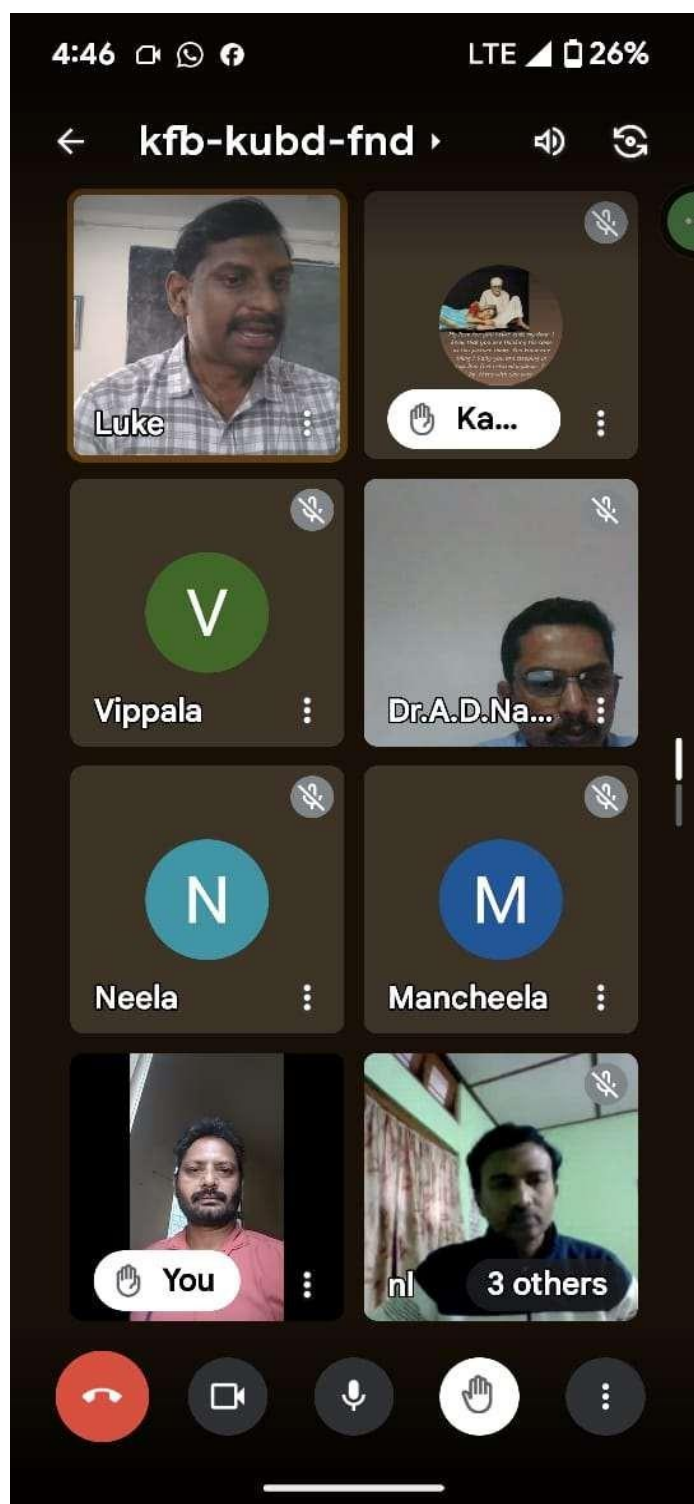 4:46 LTE 26%
kfb-kubd-fnd
Luke
Ka...
V
Vippala
Dr.A.D.Na...
N
Neela
M
Mancheela
You
nl
3 others